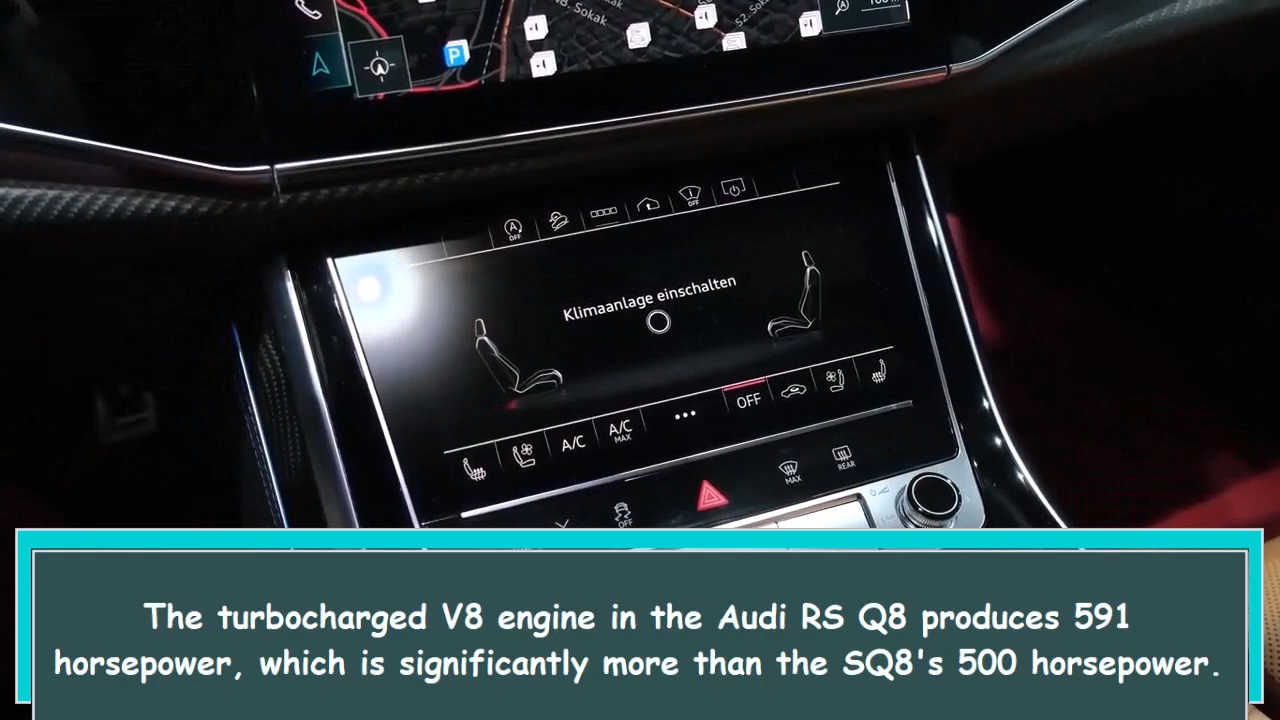 8. Sokak
52. Sokak
P
A
OFF
OFF
Klimaanlage einschalten
A/C
A/C
MAX
OFF
OFF
MAX
REAR
The turbocharged V8 engine in the Audi RS Q8 produces 591
horsepower, which is significantly more than the SQ8's 500 horsepower.